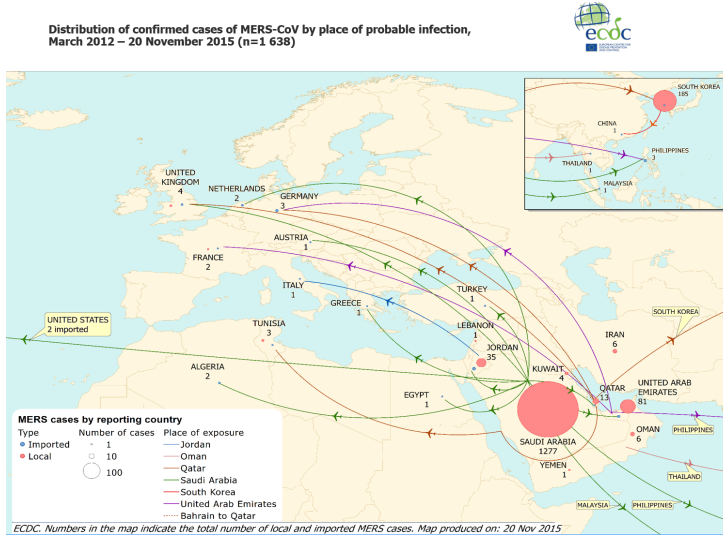 Distribution of confirmed cases of MERS-CoV by place of probable infection,
March 2012 – 20 November 2015 (n=1 638)
ecdc
EUROPEAN CENTRE FOR
DISEASE PREVENTION
AND CONTROL
SOUTH KOREA
185
CHINA
1
PHILIPPINES
3
THAILAND
1
MALAYSIA
1
UNITED
KINGDOM
4
NETHERLANDS
2
GERMANY
3
AUSTRIA
1
FRANCE
2
ITALY
1
GREECE
1
TURKEY
1
UNITED STATES
2 imported
TUNISIA
3
LEBANON
1
JORDAN
35
IRAN
6
SOUTH KOREA
ALGERIA
2
EGYPT
1
KUWAIT
4
QATAR
13
UNITED ARAB
EMIRATES
81
PHILIPPINES
SAUDI ARABIA
1277
OMAN
6
YEMEN
1
THAILAND
MALAYSIA
PHILIPPINES
MERS cases by reporting country
Type
Imported
Local
Number of cases
1
10
100
Place of exposure
Jordan
Oman
Qatar
Saudi Arabia
South Korea
United Arab Emirates
Bahrain to Qatar
ECDC. Numbers in the map indicate the total number of local and imported MERS cases. Map produced on: 20 Nov 2015